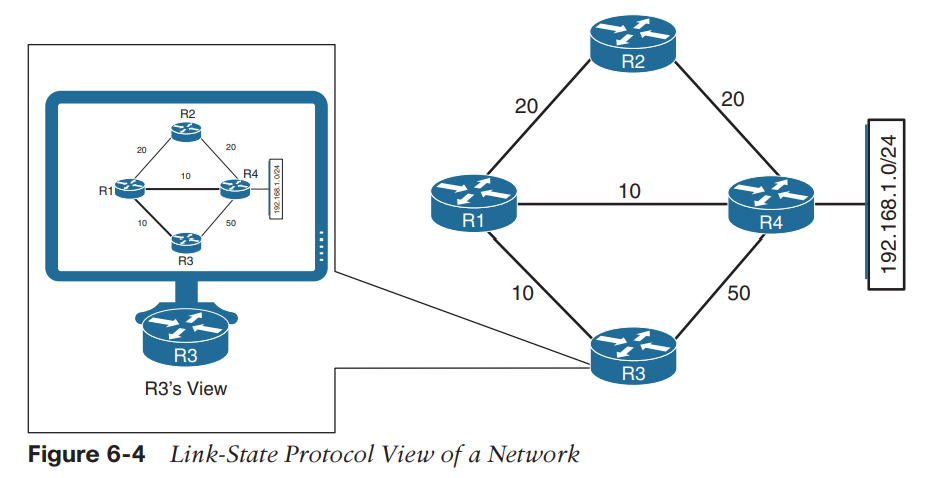 R2
20
20
R1
10
R4
192.168.1.0/24
10
50
R3
R3
R3's View
R2
20
20
10
R1
R4
192.168.1.0/24
10
50
R3
Figure 6-4 Link-State Protocol View of a Network